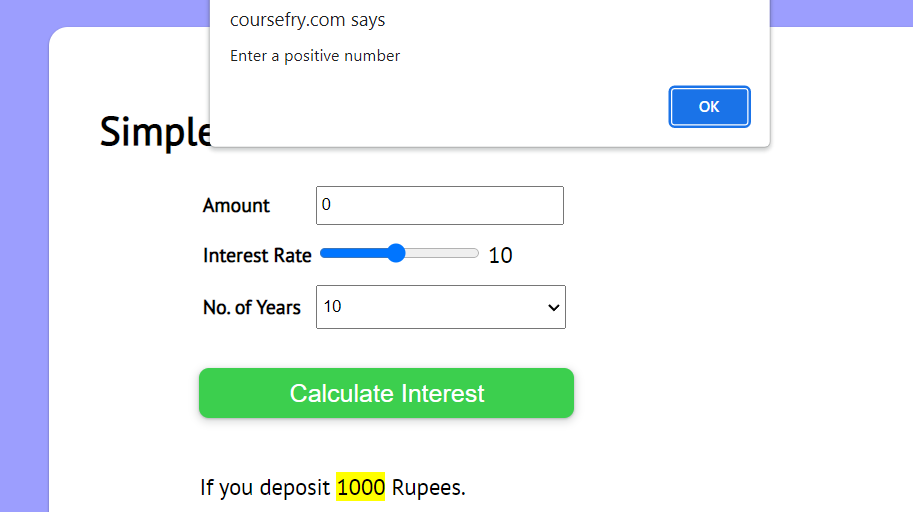 coursefry.com says
Enter a positive number
OK
Simple
Amount 0
Interest Rate 10
No. of Years 10
Calculate Interest
If you deposit 1000 Rupees.